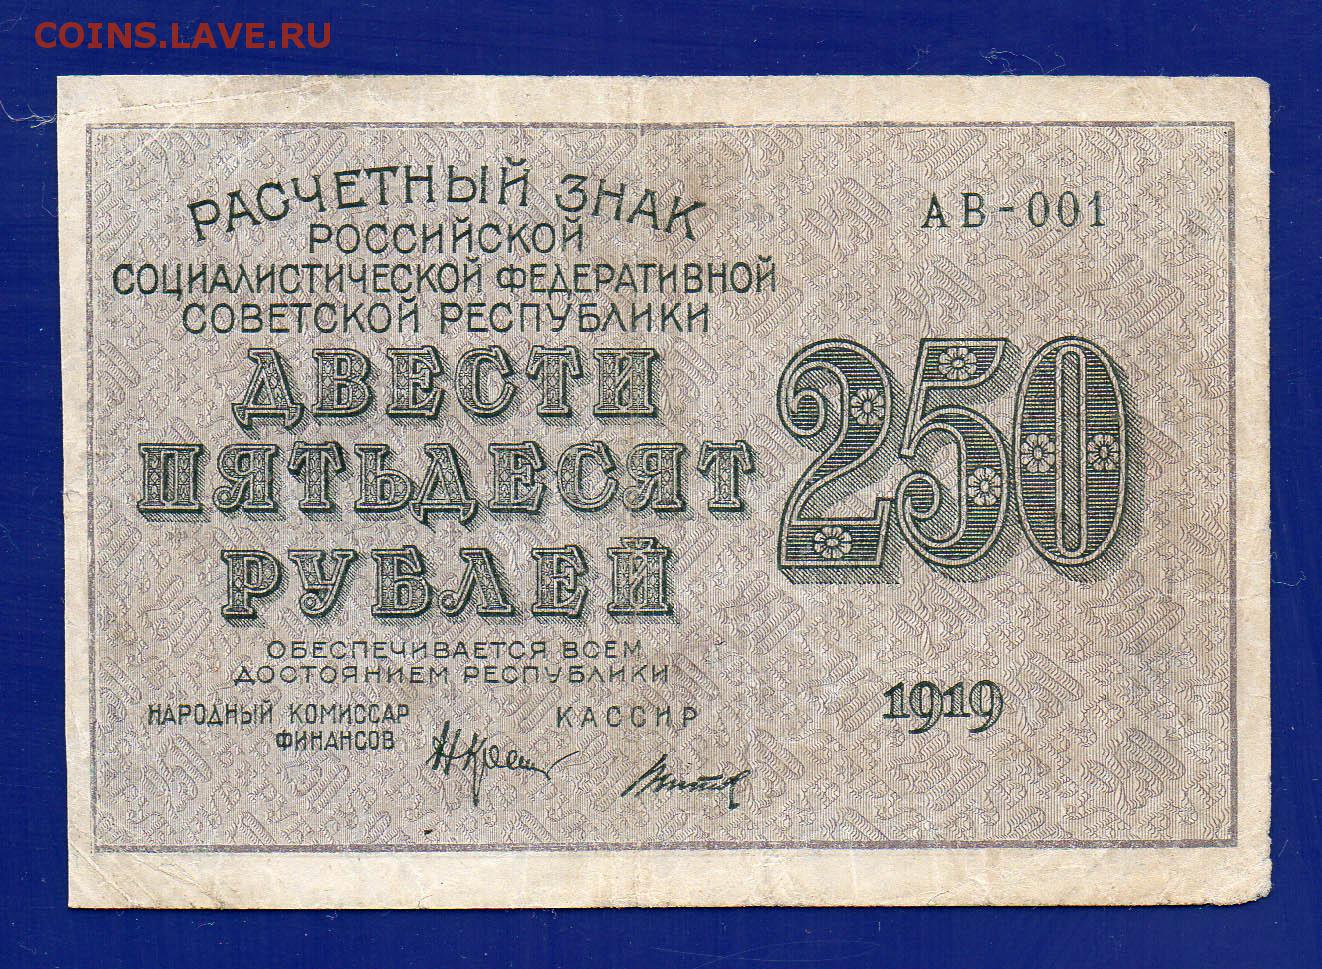 COINS.LAVE.RU
РАСЧЕТНЫЙ ЗНАК
РОССИЙСКОЙ
СОЦИАЛИСТИЧЕСКОЙ ФЕДЕРАТИВНОЙ
СОВЕТСКОЙ РЕСПУБЛИКИ
ДВЕСТИ
ПЯТЬДЕСЯТ
РУБЛЕЙ
ОБЕСПЕЧИВАЕТСЯ ВСЕМ
ДОСТОЯНИЕМ РЕСПУБЛИКИ
НАРОДНЫЙ КОМИССАР
ФИНАНСОВ
КАССИР
АВ-001
250
1919